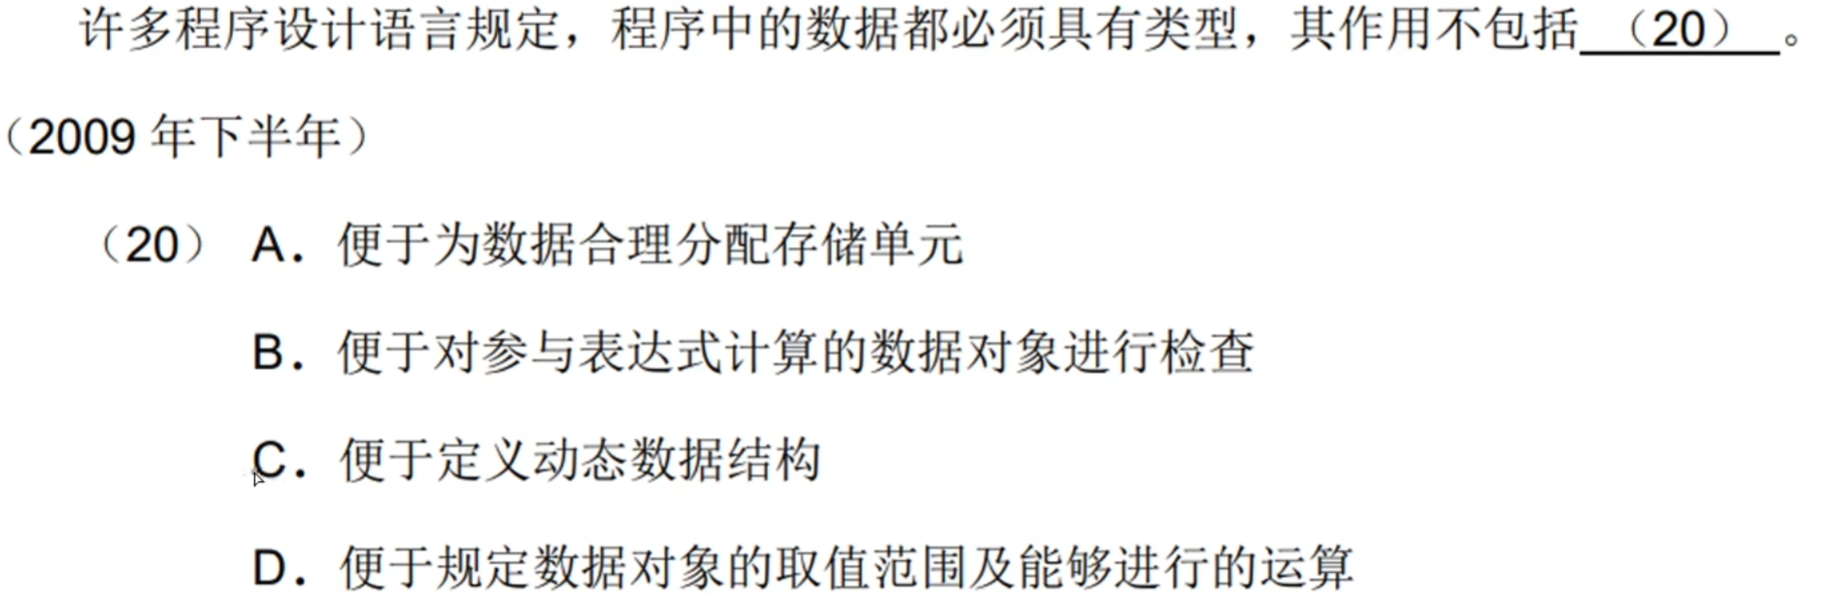 许多程序设计语言规定，程序中的数据都必须具有类型，其作用不包括 （20） 。
（2009 年下半年）
（20） A．便于为数据合理分配存储单元
B．便于对参与表达式计算的数据对象进行检查
C．便于定义动态数据结构
D．便于规定数据对象的取值范围及能够进行的运算